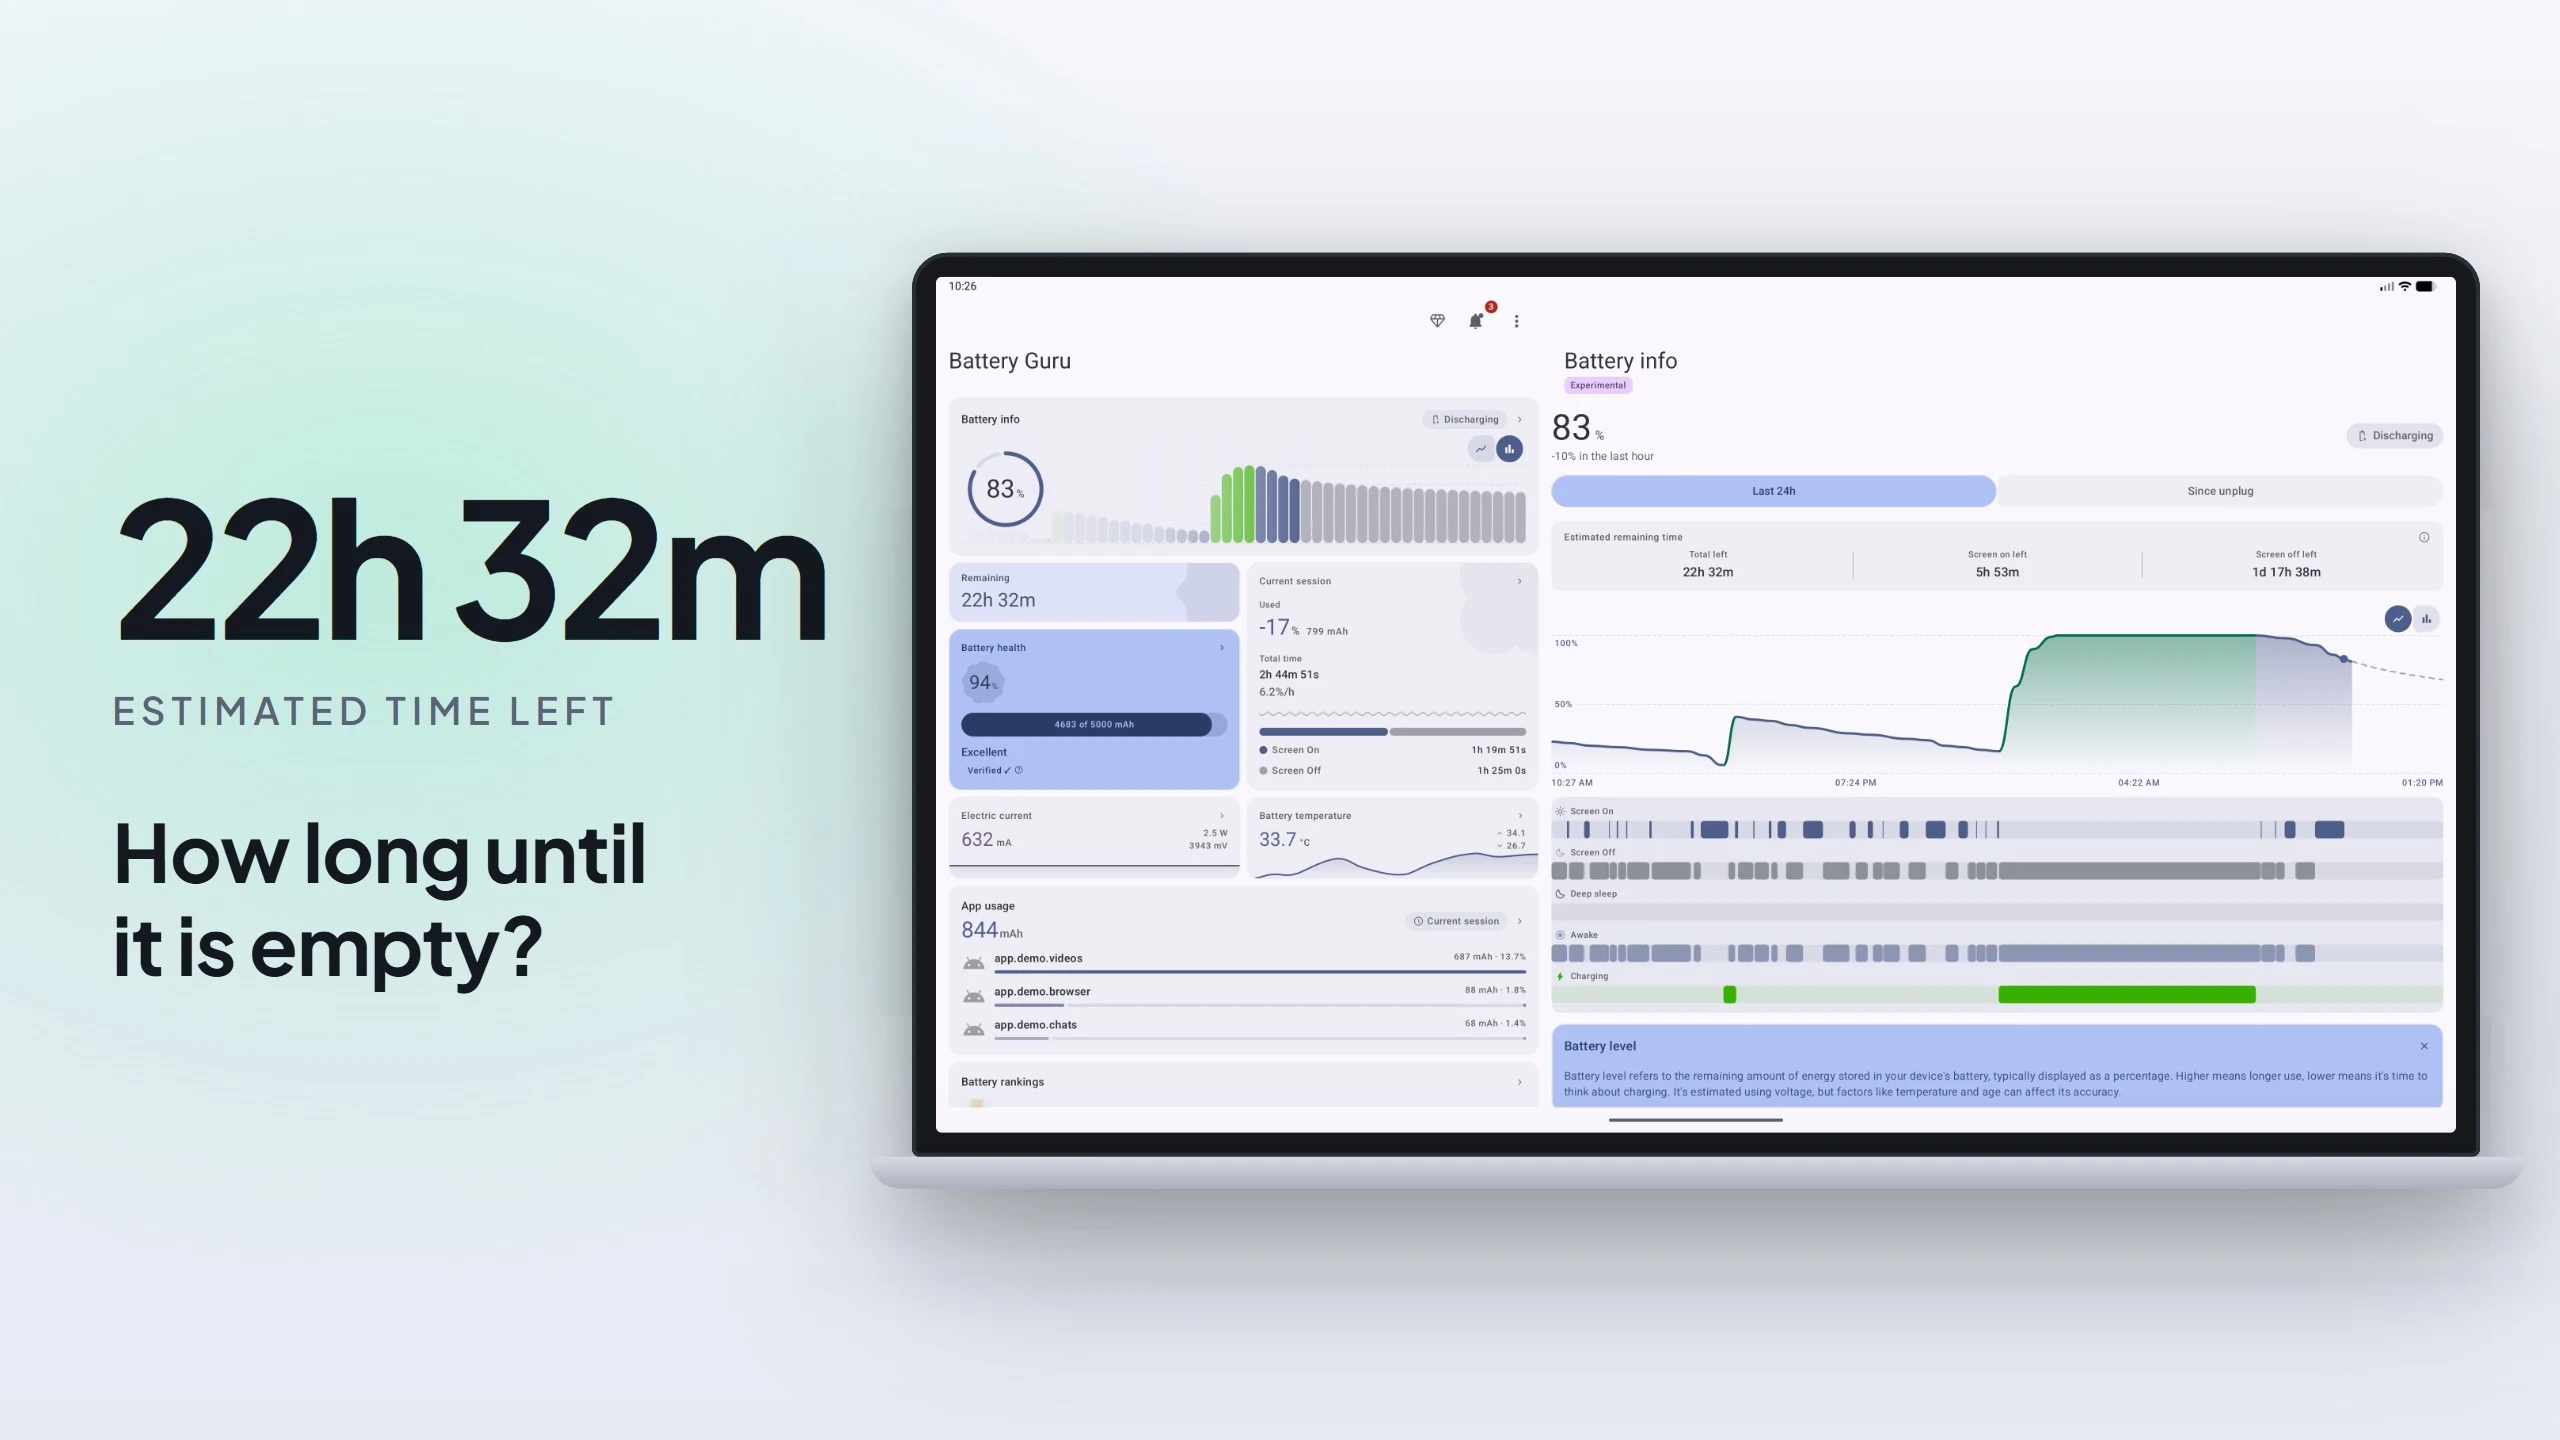 22h 32m
ESTIMATED TIME LEFT
How long until
it is empty?
10:26
3
Battery Guru
Battery info
Discharging
83%
Remaining
22h 32m
Battery health
94%
4683 of 5000 mAh
Excellent
Verified ✓
Current session
Used
-17% 799 mAh
Total time
2h 44m 51s
6.2%/h
Screen On 1h 19m 51s
Screen Off 1h 25m 0s
Electric current
632 mA
2.5 W
3943 mV
Battery temperature
33.7 °C
34.1
26.7
App usage
844 mAh
Current session
app.demo.videos 687 mAh · 13.7%
app.demo.browser 88 mAh · 1.8%
app.demo.chats 68 mAh · 1.4%
Battery rankings
Battery info
Experimental
83 %
-10% in the last hour
Discharging
Last 24h Since unplug
Estimated remaining time
Total left Screen on left Screen off left
22h 32m 5h 53m 1d 17h 38m
100%
50%
0%
10:27 AM 07:24 PM 04:22 AM 01:20 PM
Screen On
Screen Off
Deep sleep
Awake
Charging
Battery level
Battery level refers to the remaining amount of energy stored in your device's battery, typically displayed as a percentage. Higher means longer use, lower means it's time to
think about charging. It's estimated using voltage, but factors like temperature and age can affect its accuracy.